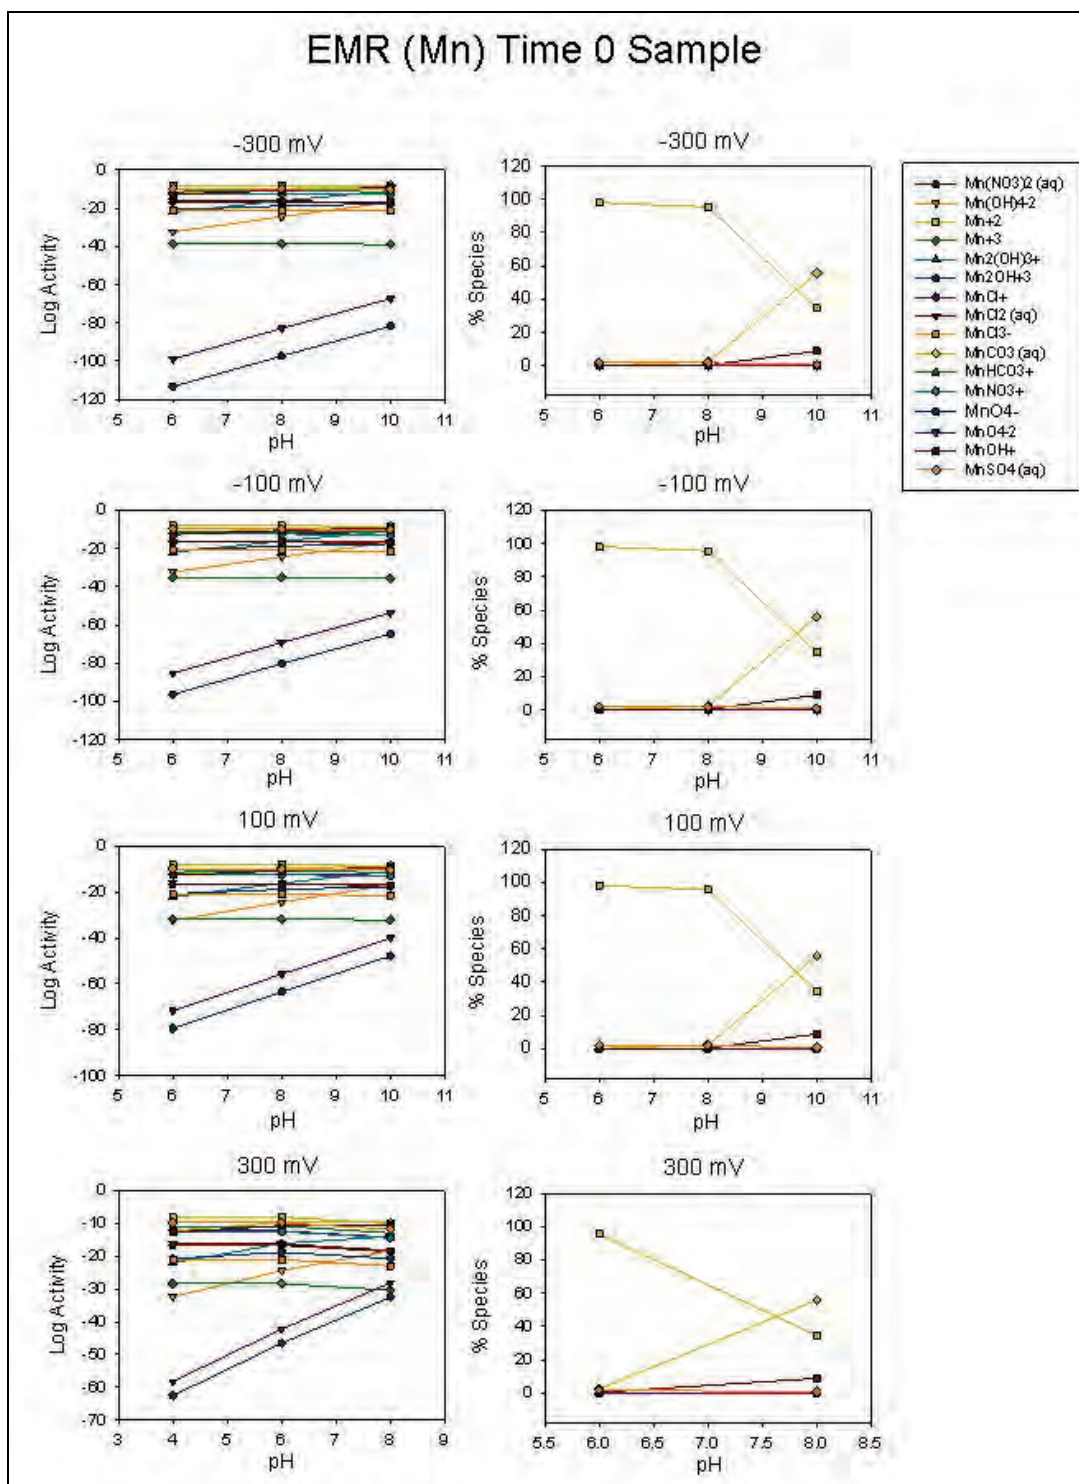 EMR (Mn) Time 0 Sample
-300 mV
0
-20
-40
-60
-80
-100
-120
Log Activity
5 6 7 8 9 10 11
pH
-300 mV
120
100
80
60
40
20
0
% Species
5 6 7 8 9 10 11
pH
Mn(NO3)2 (aq)
Mn(OH)4-2
Mn+2
Mn+3
Mn2(OH)3+
Mn2OH+3
MnCl+
MnCl2 (aq)
MnCl3-
MnCO3 (aq)
MnHCO3+
MnNO3+
MnO4-
MnO4-2
MnOH+
MnSO4 (aq)
-100 mV
0
-20
-40
-60
-80
-100
-120
Log Activity
5 6 7 8 9 10 11
pH
-100 mV
120
100
80
60
40
20
0
% Species
5 6 7 8 9 10 11
pH
100 mV
0
-20
-40
-60
-80
-100
Log Activity
5 6 7 8 9 10 11
pH
100 mV
120
100
80
60
40
20
0
% Species
5 6 7 8 9 10 11
pH
300 mV
0
-10
-20
-30
-40
-50
-60
-70
Log Activity
3 4 5 6 7 8 9
pH
300 mV
120
100
80
60
40
20
0
% Species
5.5 6.0 6.5 7.0 7.5 8.0 8.5
pH